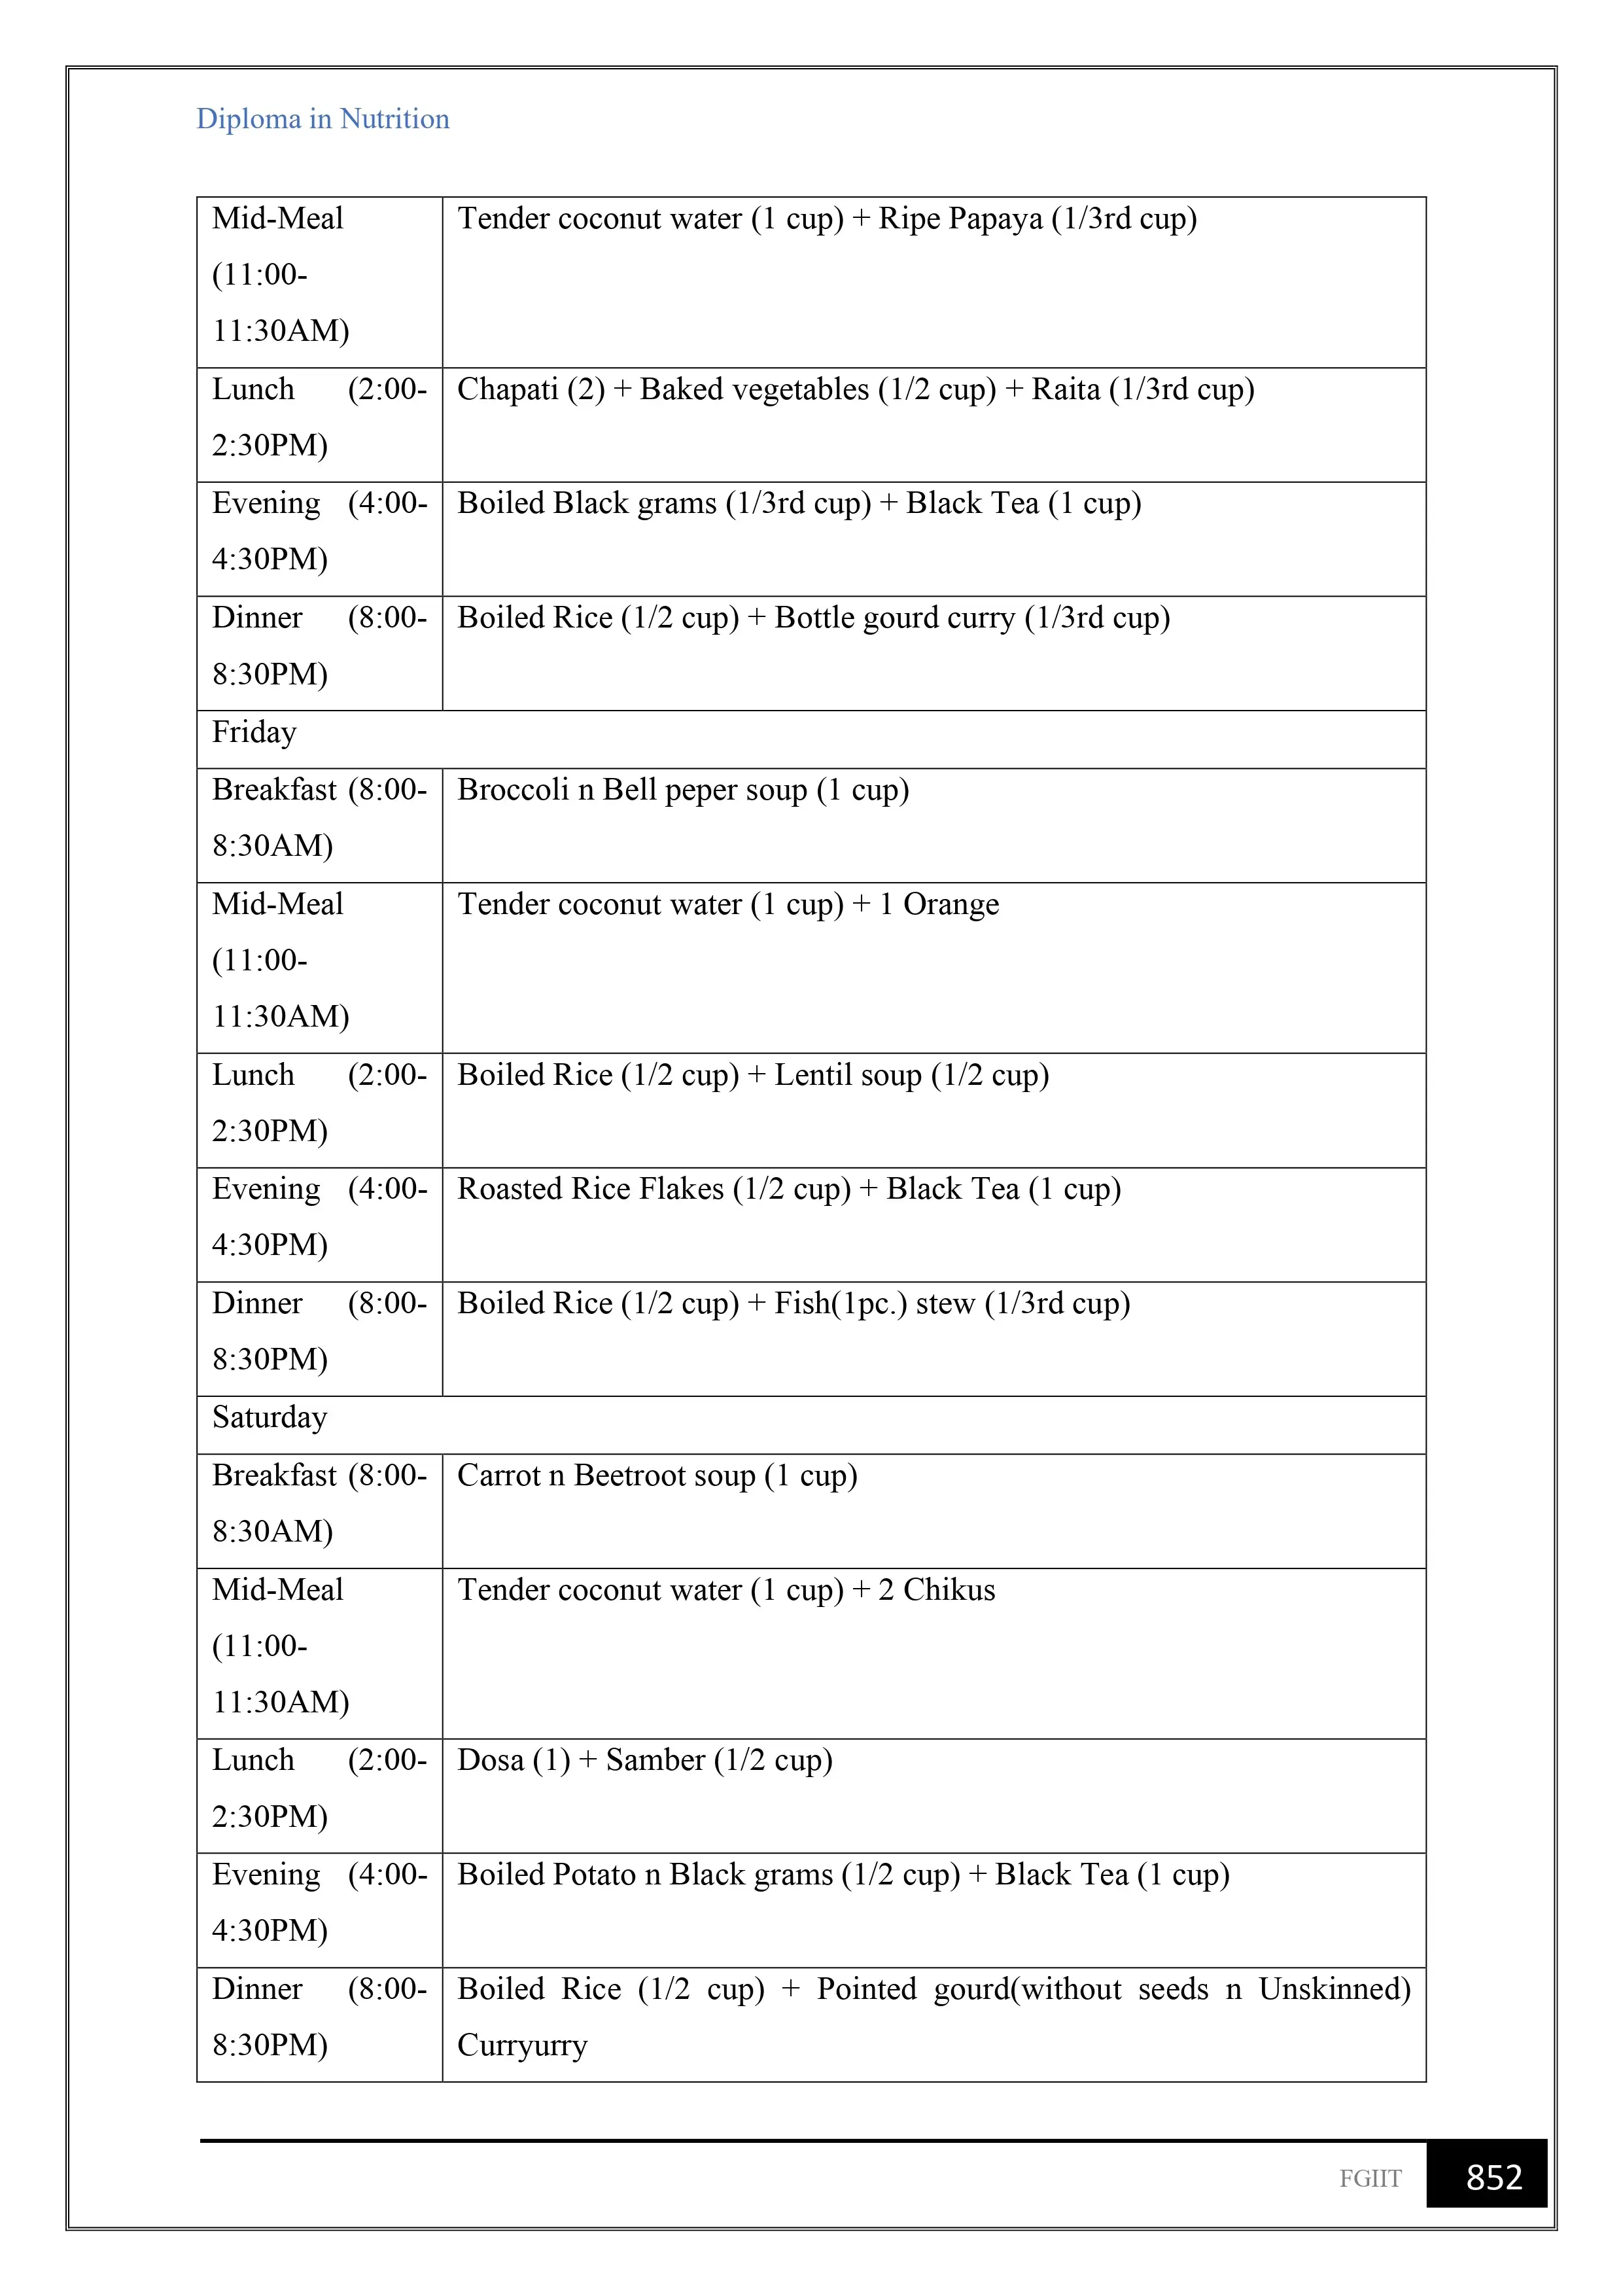 Diploma in Nutrition
Mid-Meal
(11:00-
11:30AM)
Tender coconut water (1 cup) + Ripe Papaya (1/3rd cup)
Lunch (2:00-
2:30PM)
Chapati (2) + Baked vegetables (1/2 cup) + Raita (1/3rd cup)
Evening (4:00-
4:30PM)
Boiled Black grams (1/3rd cup) + Black Tea (1 cup)
Dinner (8:00-
8:30PM)
Boiled Rice (1/2 cup) + Bottle gourd curry (1/3rd cup)
Friday
Breakfast (8:00-
8:30AM)
Broccoli n Bell peper soup (1 cup)
Mid-Meal
(11:00-
11:30AM)
Tender coconut water (1 cup) + 1 Orange
Lunch (2:00-
2:30PM)
Boiled Rice (1/2 cup) + Lentil soup (1/2 cup)
Evening (4:00-
4:30PM)
Roasted Rice Flakes (1/2 cup) + Black Tea (1 cup)
Dinner (8:00-
8:30PM)
Boiled Rice (1/2 cup) + Fish(1pc.) stew (1/3rd cup)
Saturday
Breakfast (8:00-
8:30AM)
Carrot n Beetroot soup (1 cup)
Mid-Meal
(11:00-
11:30AM)
Tender coconut water (1 cup) + 2 Chikus
Lunch (2:00-
2:30PM)
Dosa (1) + Samber (1/2 cup)
Evening (4:00-
4:30PM)
Boiled Potato n Black grams (1/2 cup) + Black Tea (1 cup)
Dinner (8:00-
8:30PM)
Boiled Rice (1/2 cup) + Pointed gourd(without seeds n Unskinned)
Curryurry
FGIIT 852